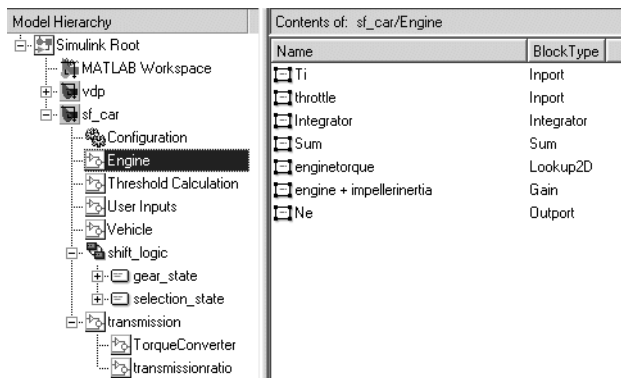 Model Hierarchy
Simulink Root
MATLAB Workspace
vdp
sf_car
Configuration
Engine
Threshold Calculation
User Inputs
Vehicle
shift_logic
gear_state
selection_state
transmission
TorqueConverter
transmissionratio
Contents of: sf_car/Engine
Name BlockType
Ti Inport
throttle Inport
Integrator Integrator
Sum Sum
enginetorque Lookup2D
engine + impellerinertia Gain
Ne Outport